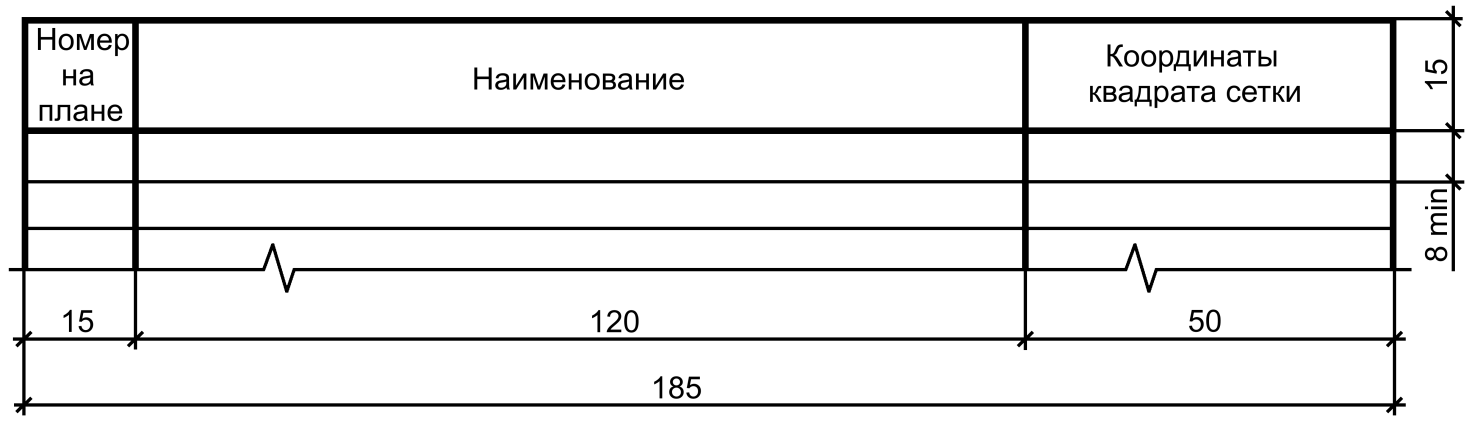 Номер
на
плане
Наименование
Координаты
квадрата сетки
15
8 min
15
120
50
185